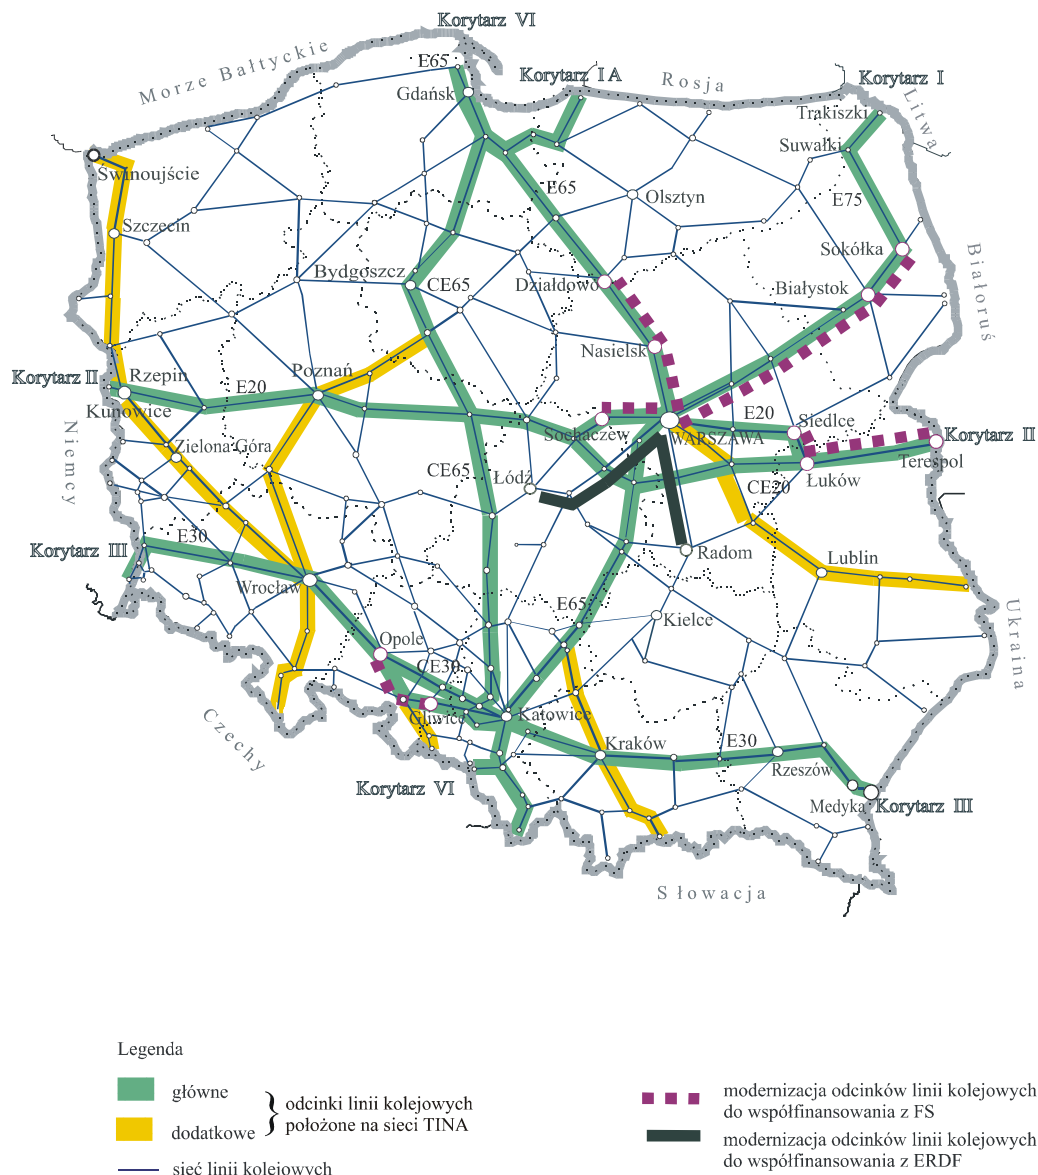 Korytarz VI
Morze Bałtyckie
E65
Gdańsk
Korytarz I A
Rosja
Korytarz I
Litwa
Trakiszki
Suwałki
Świnoujście
E65
Olsztyn
E75
Szczecin
Sokółka
Białoruś
Bydgoszcz
CE65
Działdowo
Białystok
Nasielsk
Korytarz II
Rzepin
E20
Poznań
Kunowice
Sochaczew
WARSZAWA
E20
Siedlce
Korytarz II
Terespol
Niemcy
Zielona Góra
CE65
Łódź
Łuków
CE20
Korytarz III
E30
Radom
Lublin
Wrocław
E65
Kielce
Ukraina
Opole
CE30
Gliwice
Katowice
Czechy
Kraków
E30
Rzeszów
Korytarz VI
Medyka
Korytarz III
Słowacja
Legenda
główne
dodatkowe
odcinki linii kolejowych
położone na sieci TINA
sieć linii kolejowych
modernizacja odcinków linii kolejowych
do współfinansowania z FS
modernizacja odcinków linii kolejowych
do współfinansowania z ERDF